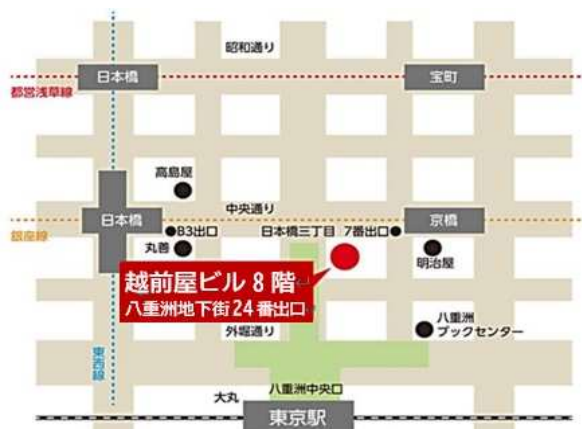 昭和通り
日本橋
宝町
都営浅草線
高島屋
中央通り
日本橋
B3出口
日本橋三丁目 7番出口
京橋
銀座線
丸善
明治屋
越前屋ビル 8 階
八重洲地下街 24 番出口
外堀通り
八重洲
ブックセンター
東西線
大丸
八重洲中央口
東京駅